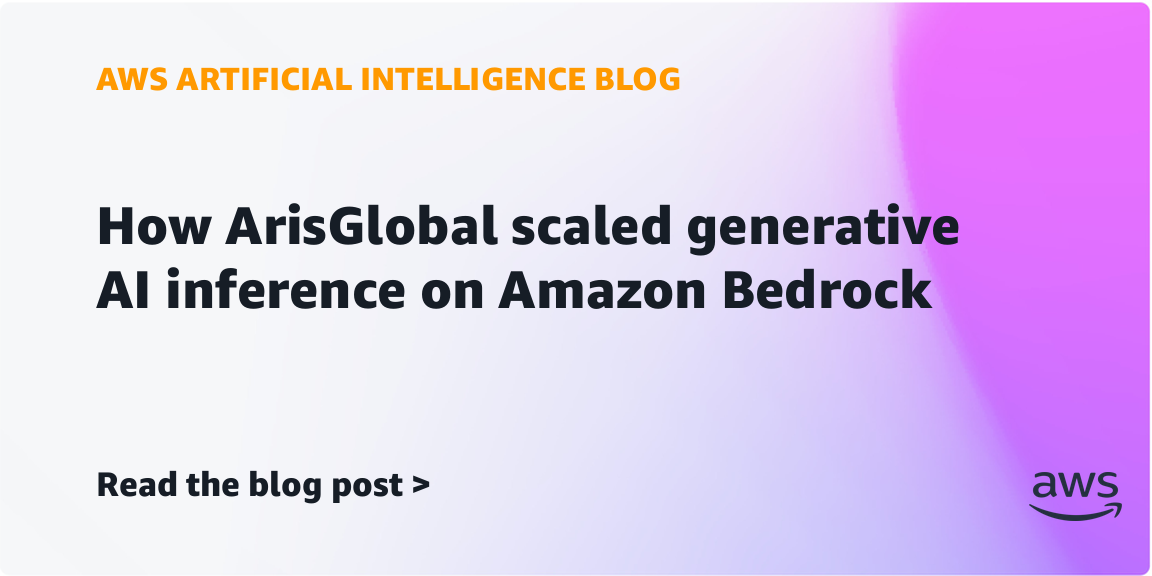 AWS ARTIFICIAL INTELLIGENCE BLOG
How ArisGlobal scaled generative
AI inference on Amazon Bedrock
Read the blog post >
aws